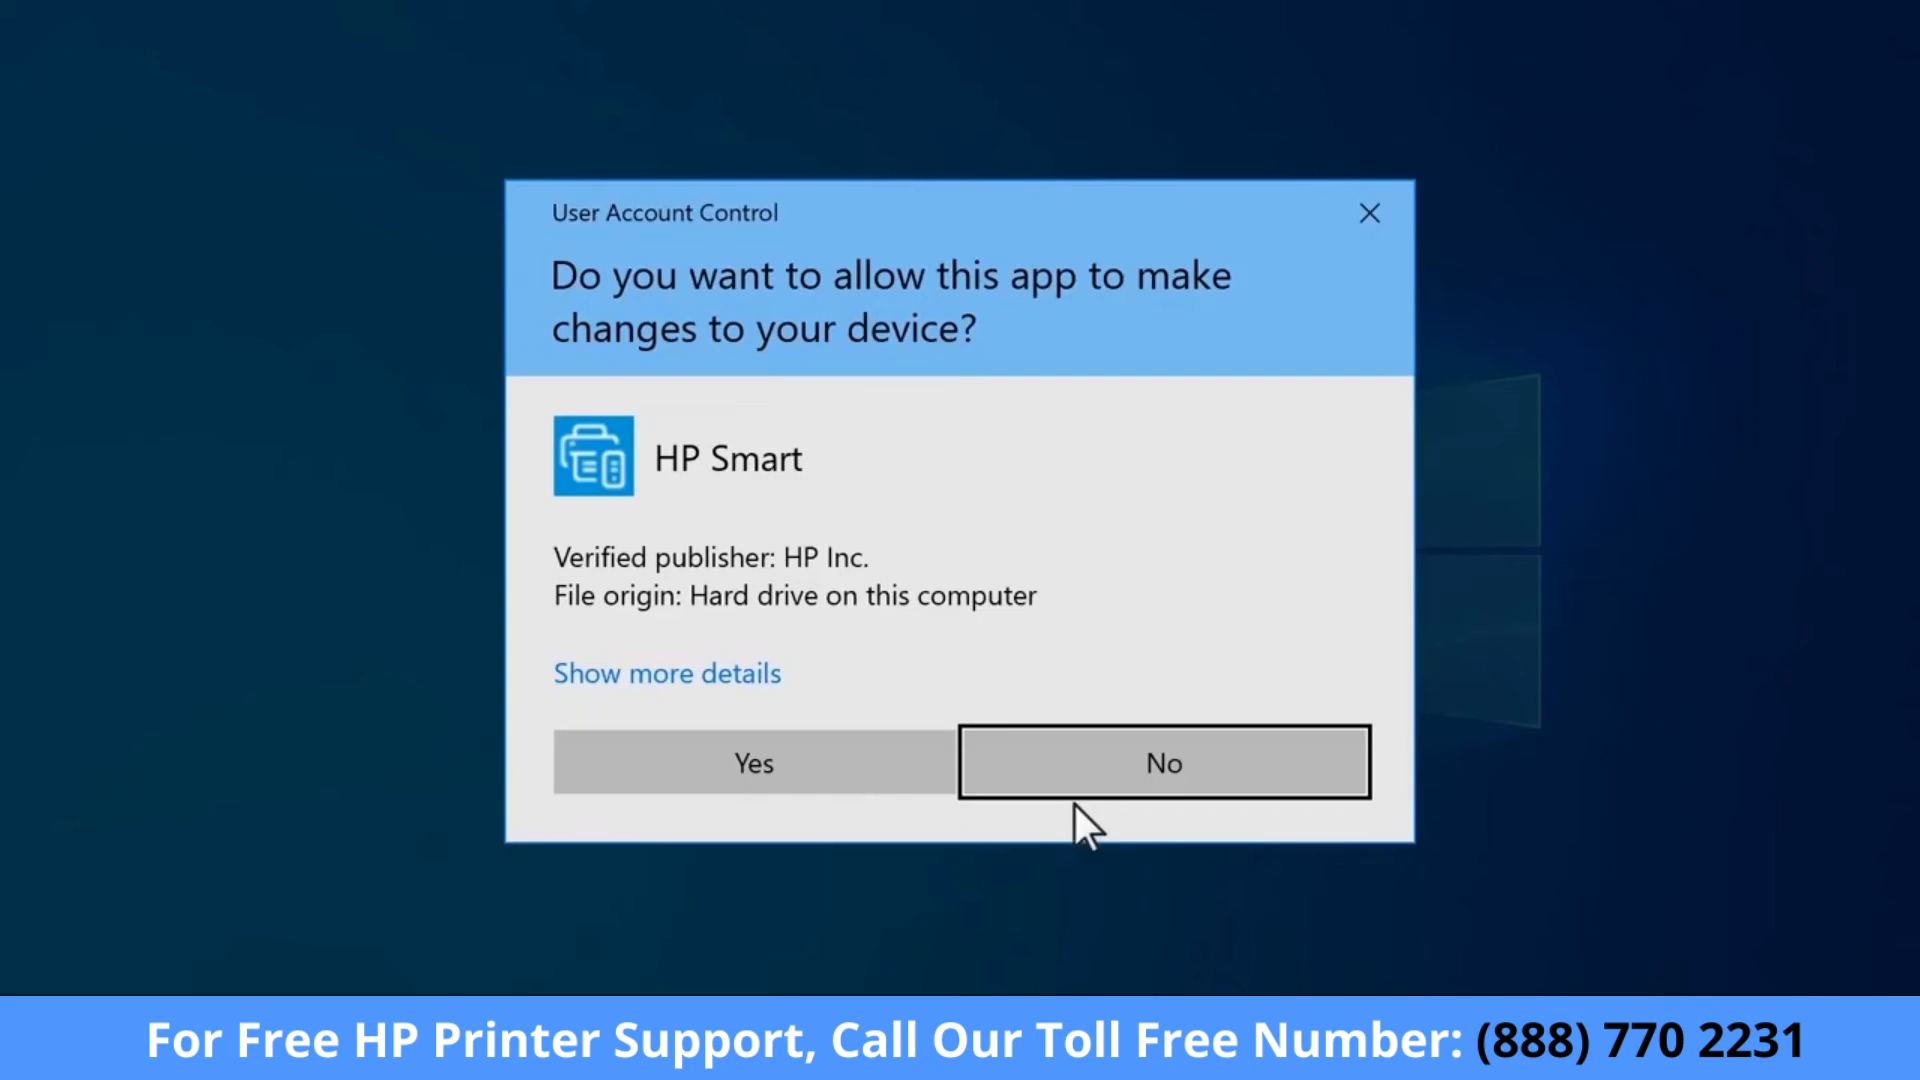 User Account Control
Do you want to allow this app to make
changes to your device?
HP Smart
Verified publisher: HP Inc.
File origin: Hard drive on this computer
Show more details
Yes
No
For Free HP Printer Support, Call Our Toll Free Number: (888) 770 2231